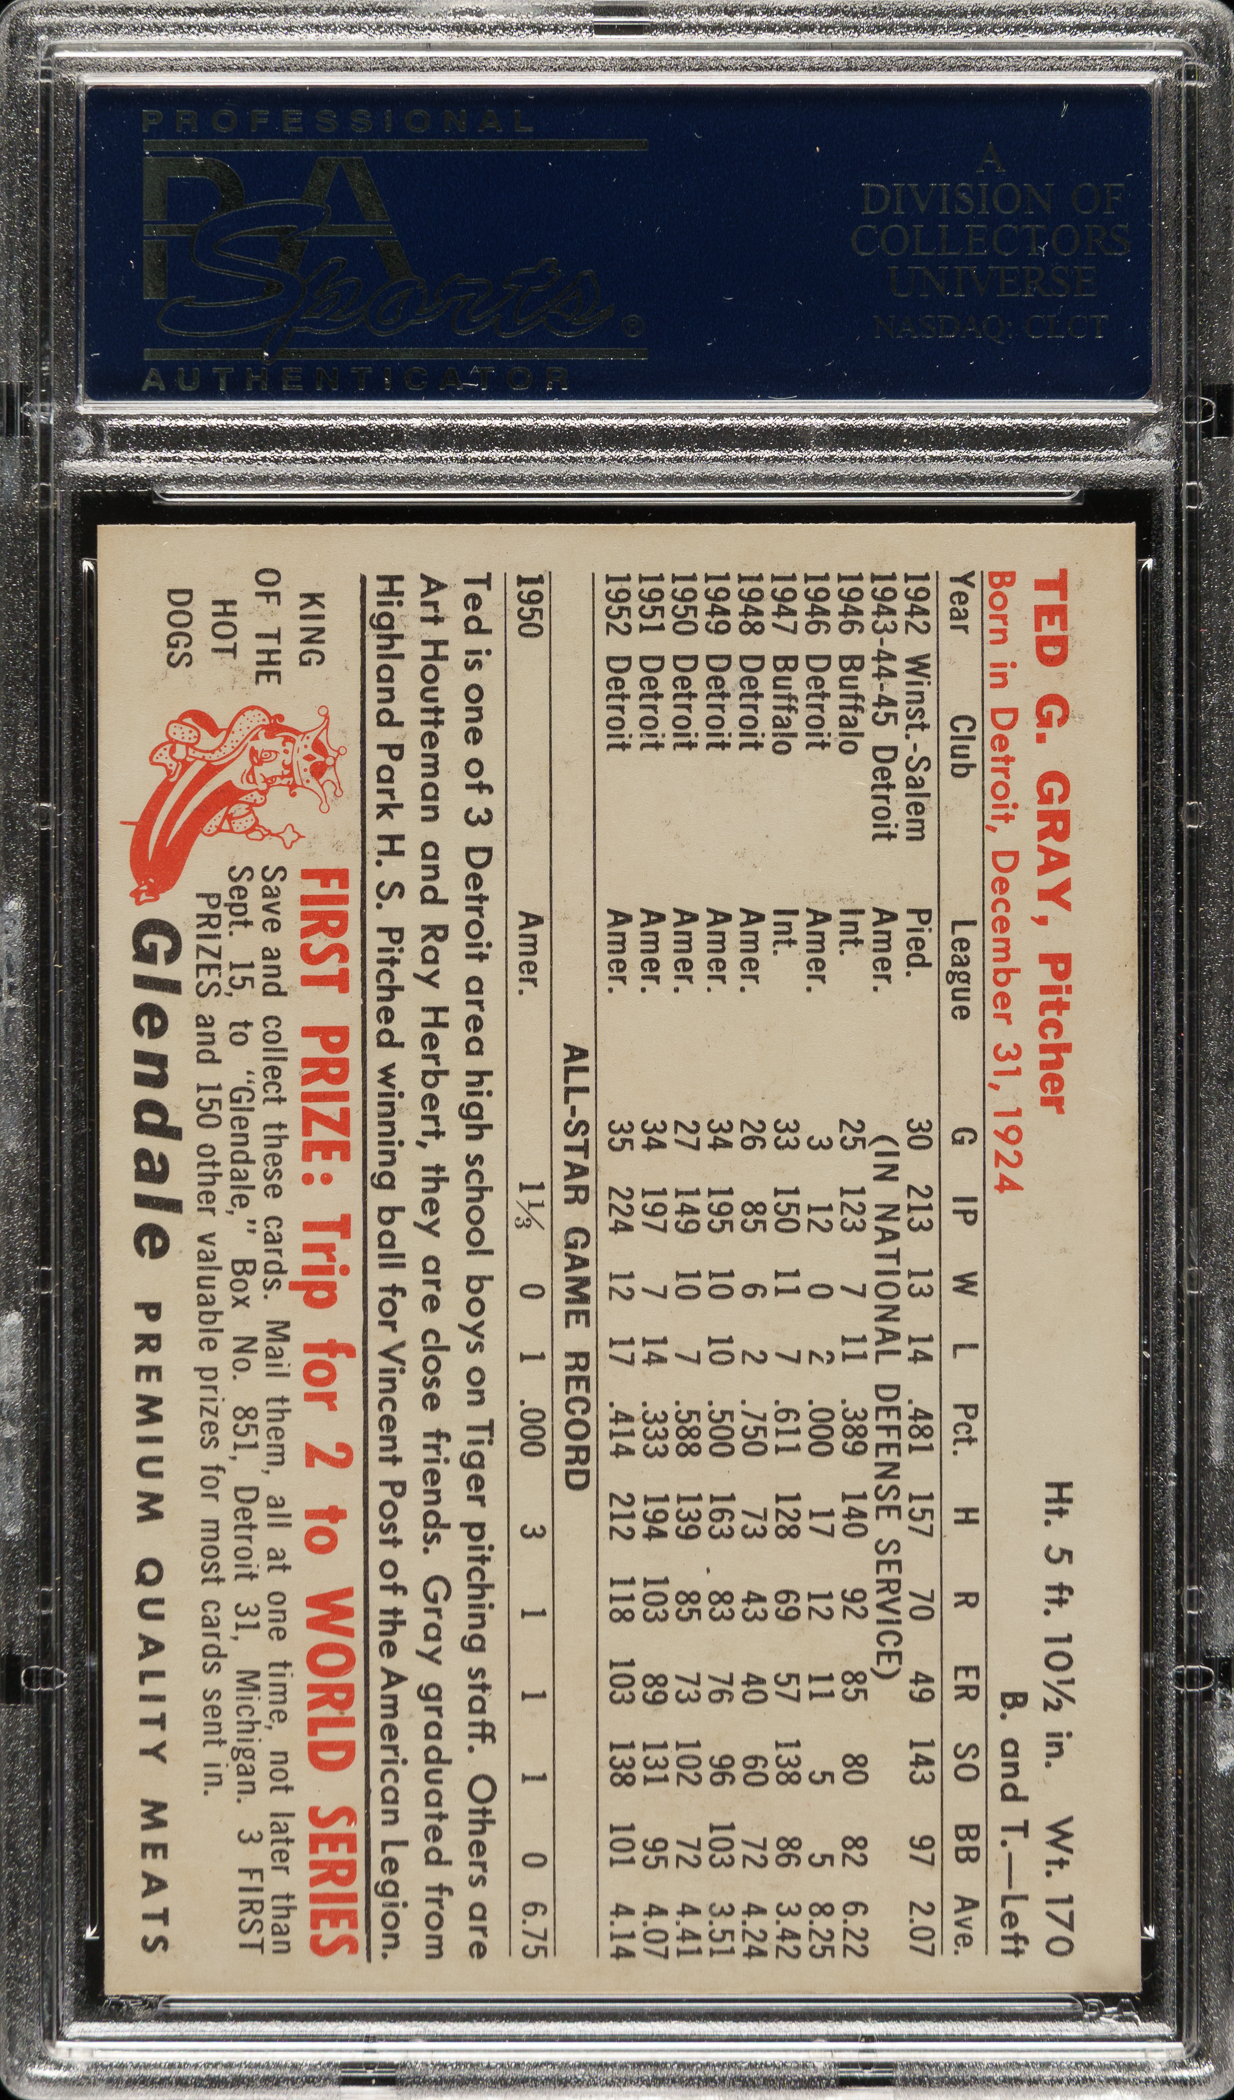 PROFESSIONAL
PSA
Sports®
AUTHENTICATOR
A
DIVISION OF
COLLECTORS
UNIVERSE
NASDAQ: CLCT
TED G. GRAY, Pitcher Ht. 5 ft. 10½ in. Wt. 170
Born in Detroit, December 31, 1924 B. and T.—Left
Year Club League G IP W L Pct. H R ER SO BB Ave.
1942 Winst.-Salem Pied. 30 213 13 14 .481 157 70 49 143 97 2.07
1943-44-45 Detroit Amer. (IN NATIONAL DEFENSE SERVICE)
1946 Buffalo Int. 25 123 7 11 .389 140 92 85 80 82 6.22
1946 Detroit Amer. 3 12 0 2 .000 17 12 11 5 5 8.25
1947 Buffalo Int. 33 150 11 7 .611 128 69 57 138 86 3.42
1948 Detroit Amer. 26 85 6 2 .750 73 43 40 60 72 4.24
1949 Detroit Amer. 34 195 10 10 .500 163 83 76 96 103 3.51
1950 Detroit Amer. 27 149 10 7 .588 139 85 73 102 72 4.41
1951 Detroit Amer. 34 197 7 14 .333 194 103 89 131 95 4.07
1952 Detroit Amer. 35 224 12 17 .414 212 118 103 138 101 4.14
ALL-STAR GAME RECORD
1950 Amer. 1⅓ 0 1 .000 3 1 1 1 0 6.75
Ted is one of 3 Detroit area high school boys on Tiger pitching staff. Others are
Art Houtteman and Ray Herbert, they are close friends. Gray graduated from
Highland Park H. S. Pitched winning ball for Vincent Post of the American Legion.
KING
OF THE
HOT
DOGS
FIRST PRIZE: Trip for 2 to WORLD SERIES
Save and collect these cards. Mail them, all at one time, not later than
Sept. 15, to "Glendale," Box No. 851, Detroit 31, Michigan. 3 FIRST
PRIZES and 150 other valuable prizes for most cards sent in.
Glendale PREMIUM QUALITY MEATS